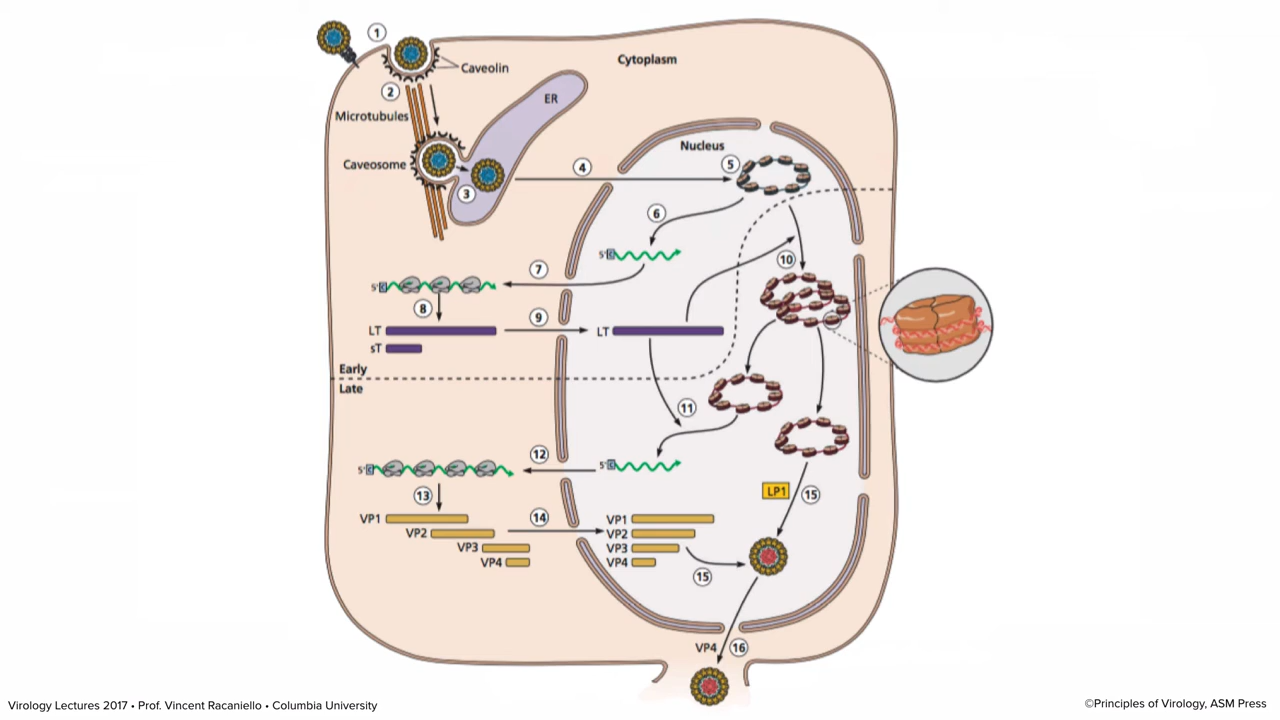 1
Cytoplasm
Caveolin
2
ER
Microtubules
Nucleus
Caveosome
4
5
3
6
5' C
7
10
5' C
8
9
LT
LT
sT
Early
Late
11
12
5' C
5' C
13
LP1
15
VP1
14
VP1
VP2
VP2
VP3
VP3
VP4
VP4
15
VP4
16
Virology Lectures 2017 • Prof. Vincent Racaniello • Columbia University
©Principles of Virology, ASM Press